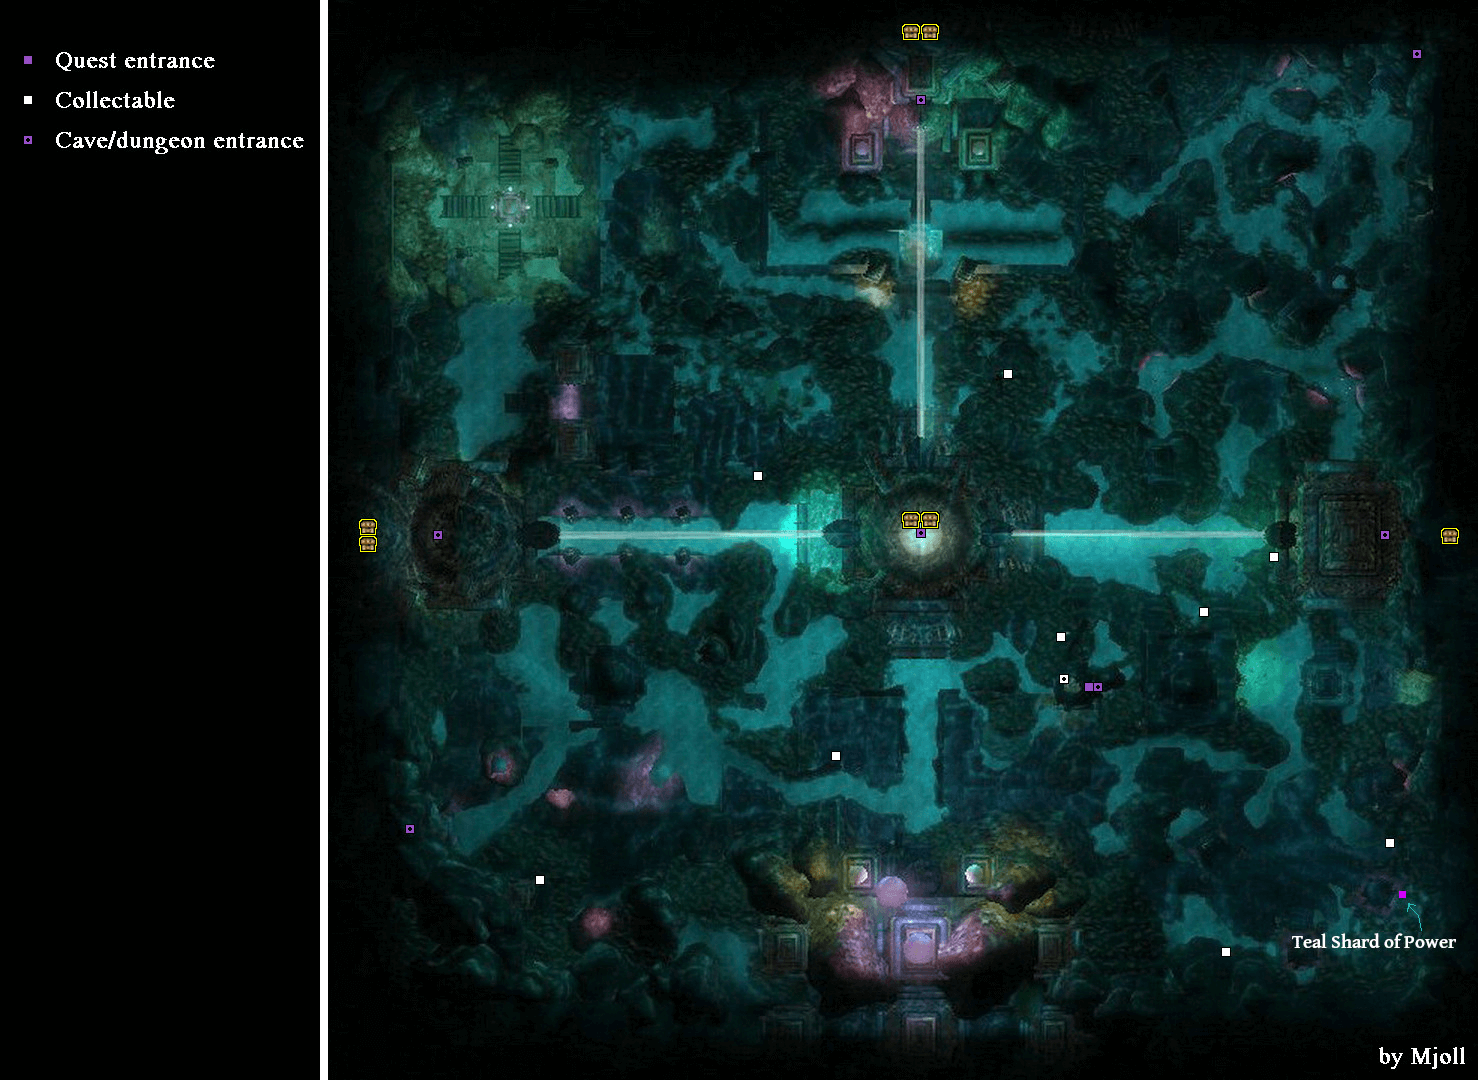 Quest entrance
Collectable
Cave/dungeon entrance
Teal Shard of Power
by Mjoll